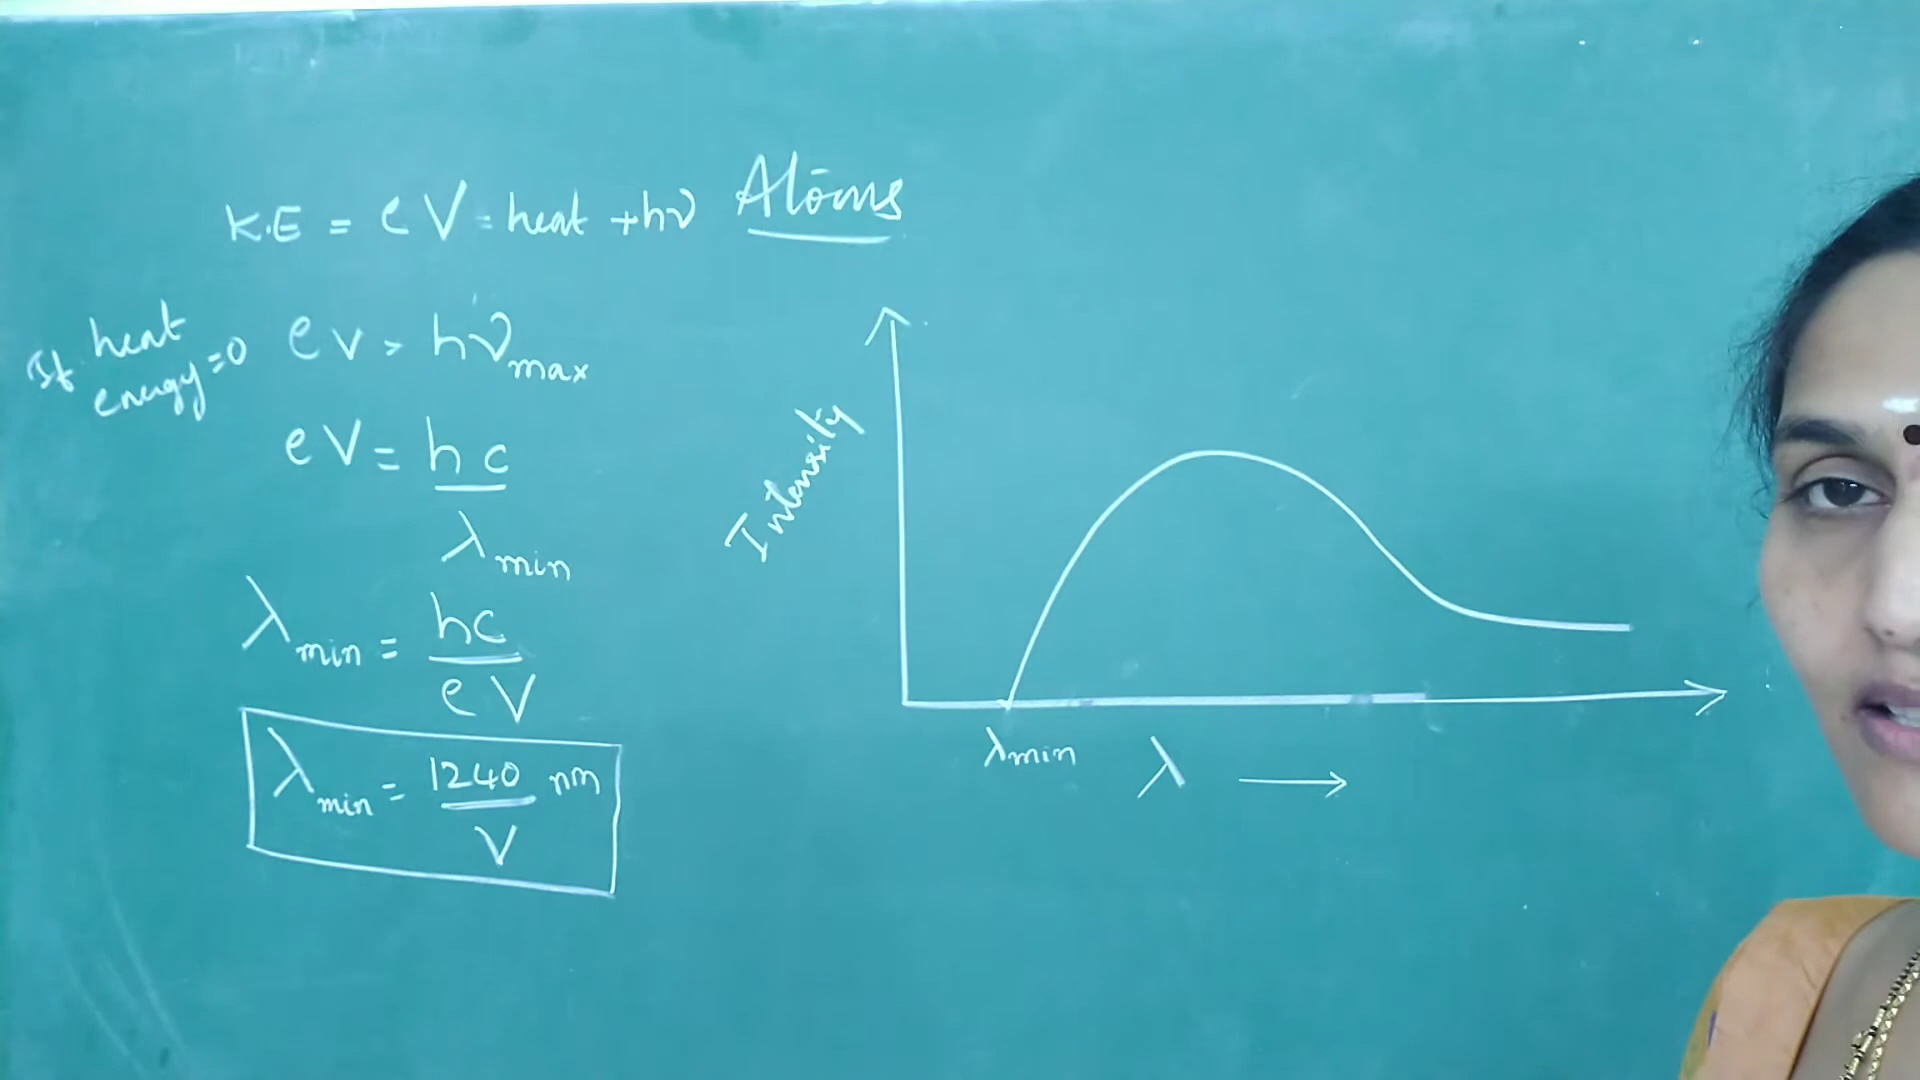 Atoms
K.E = eV = heat + hν
If heat energy = 0 eV = hν max
eV = hc
λ min
λ min = hc
eV
λ min = 1240 nm
V
Intensity
λmin λ →